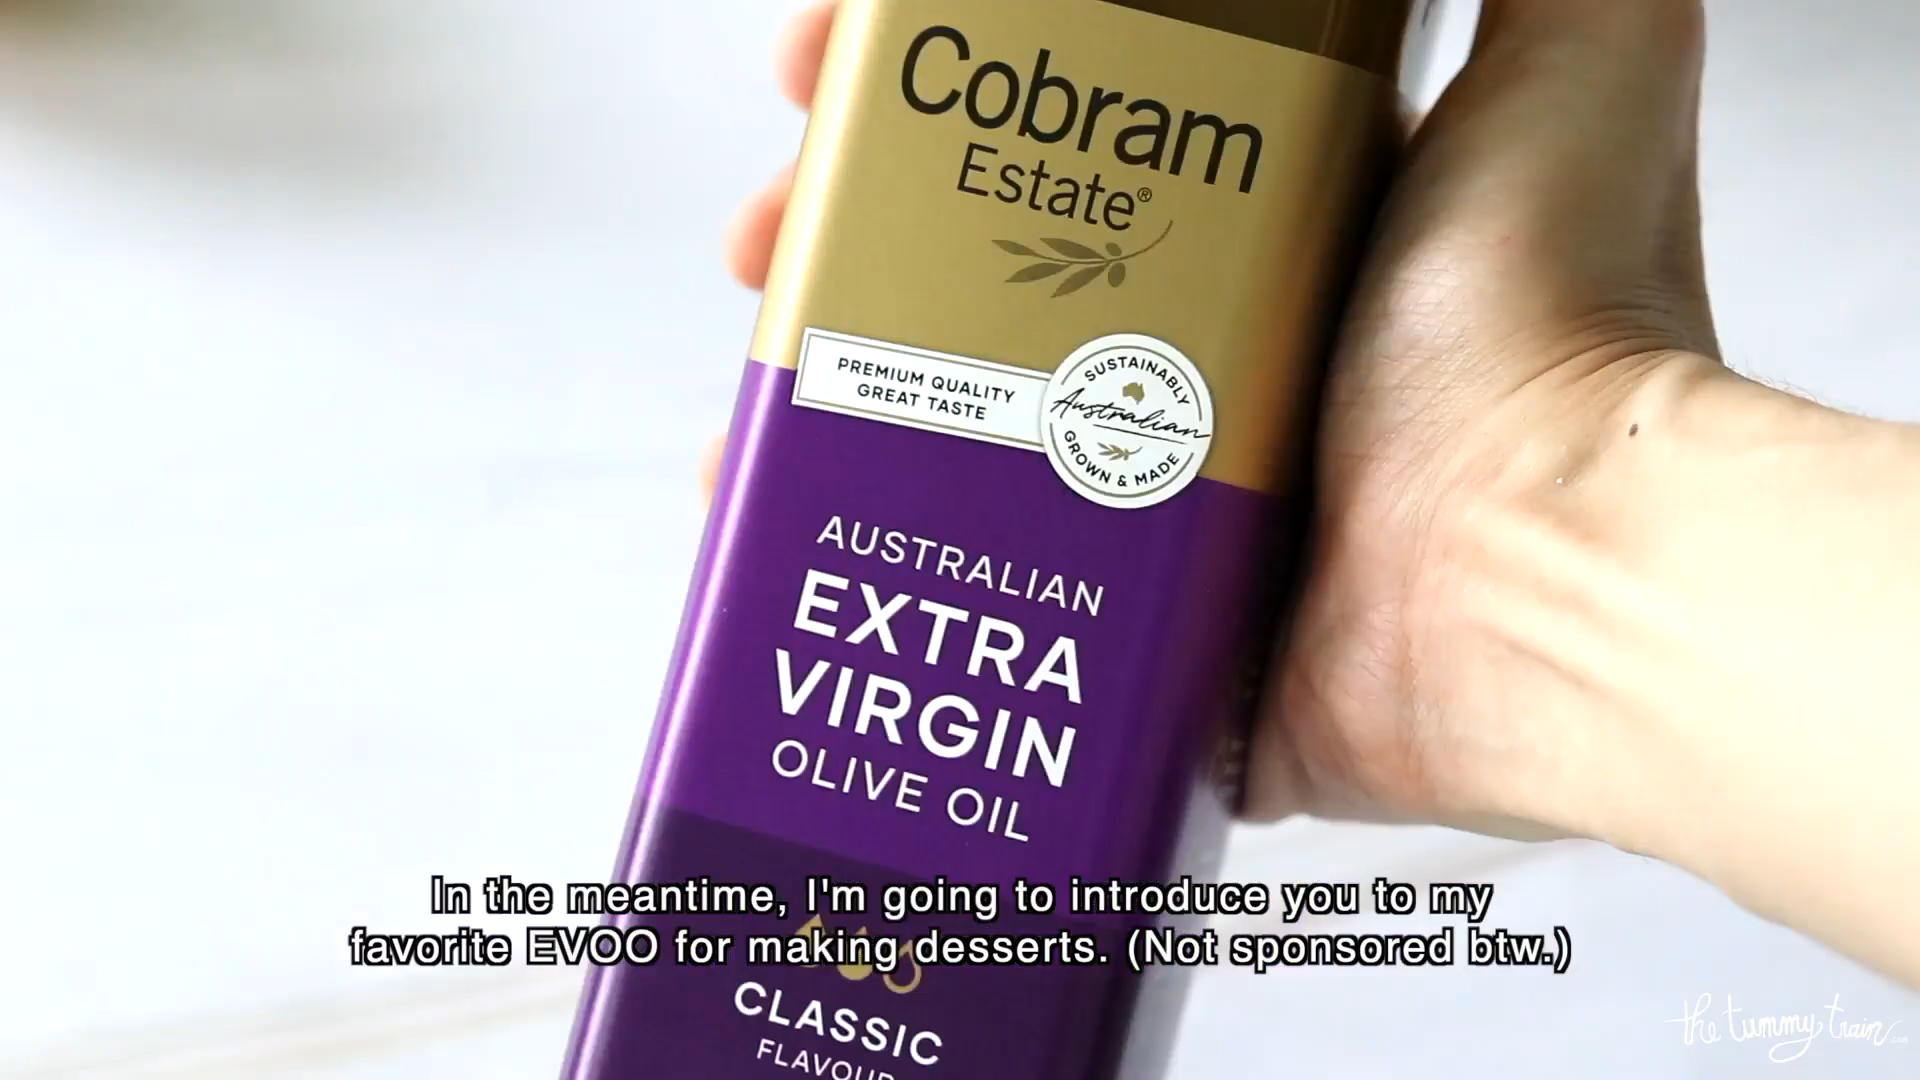 Cobram
Estate®
PREMIUM QUALITY
GREAT TASTE
SUSTAINABLY
Australian
GROWN & MADE
AUSTRALIAN
EXTRA
VIRGIN
OLIVE OIL
In the meantime, I'm going to introduce you to my
favorite EVOO for making desserts. (Not sponsored btw.)
CLASSIC
FLAVOUR
the tummy train